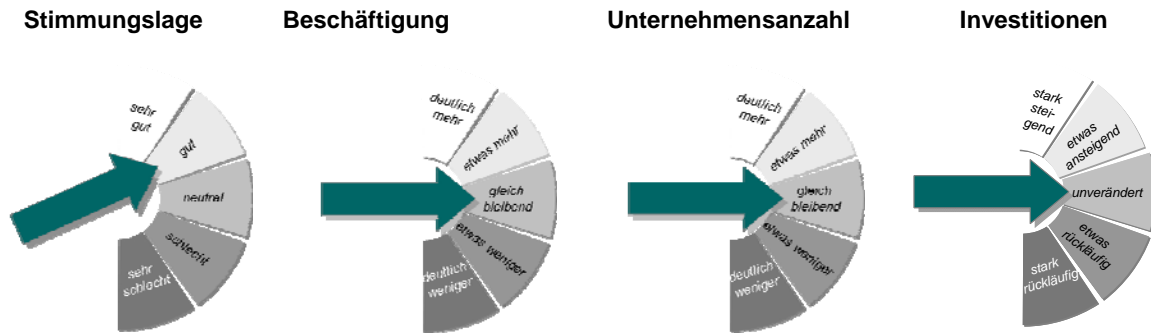 Stimmungslage
sehr
gut
gut
neutral
schlecht
sehr
schlecht
Beschäftigung
deutlich
mehr
etwas mehr
gleich
bleibend
etwas weniger
deutlich
weniger
Unternehmensanzahl
deutlich
mehr
etwas mehr
gleich
bleibend
etwas weniger
deutlich
weniger
Investitionen
stark
stei-
gend
etwas
ansteigend
unverändert
etwas
rückläufig
stark
rückläufig